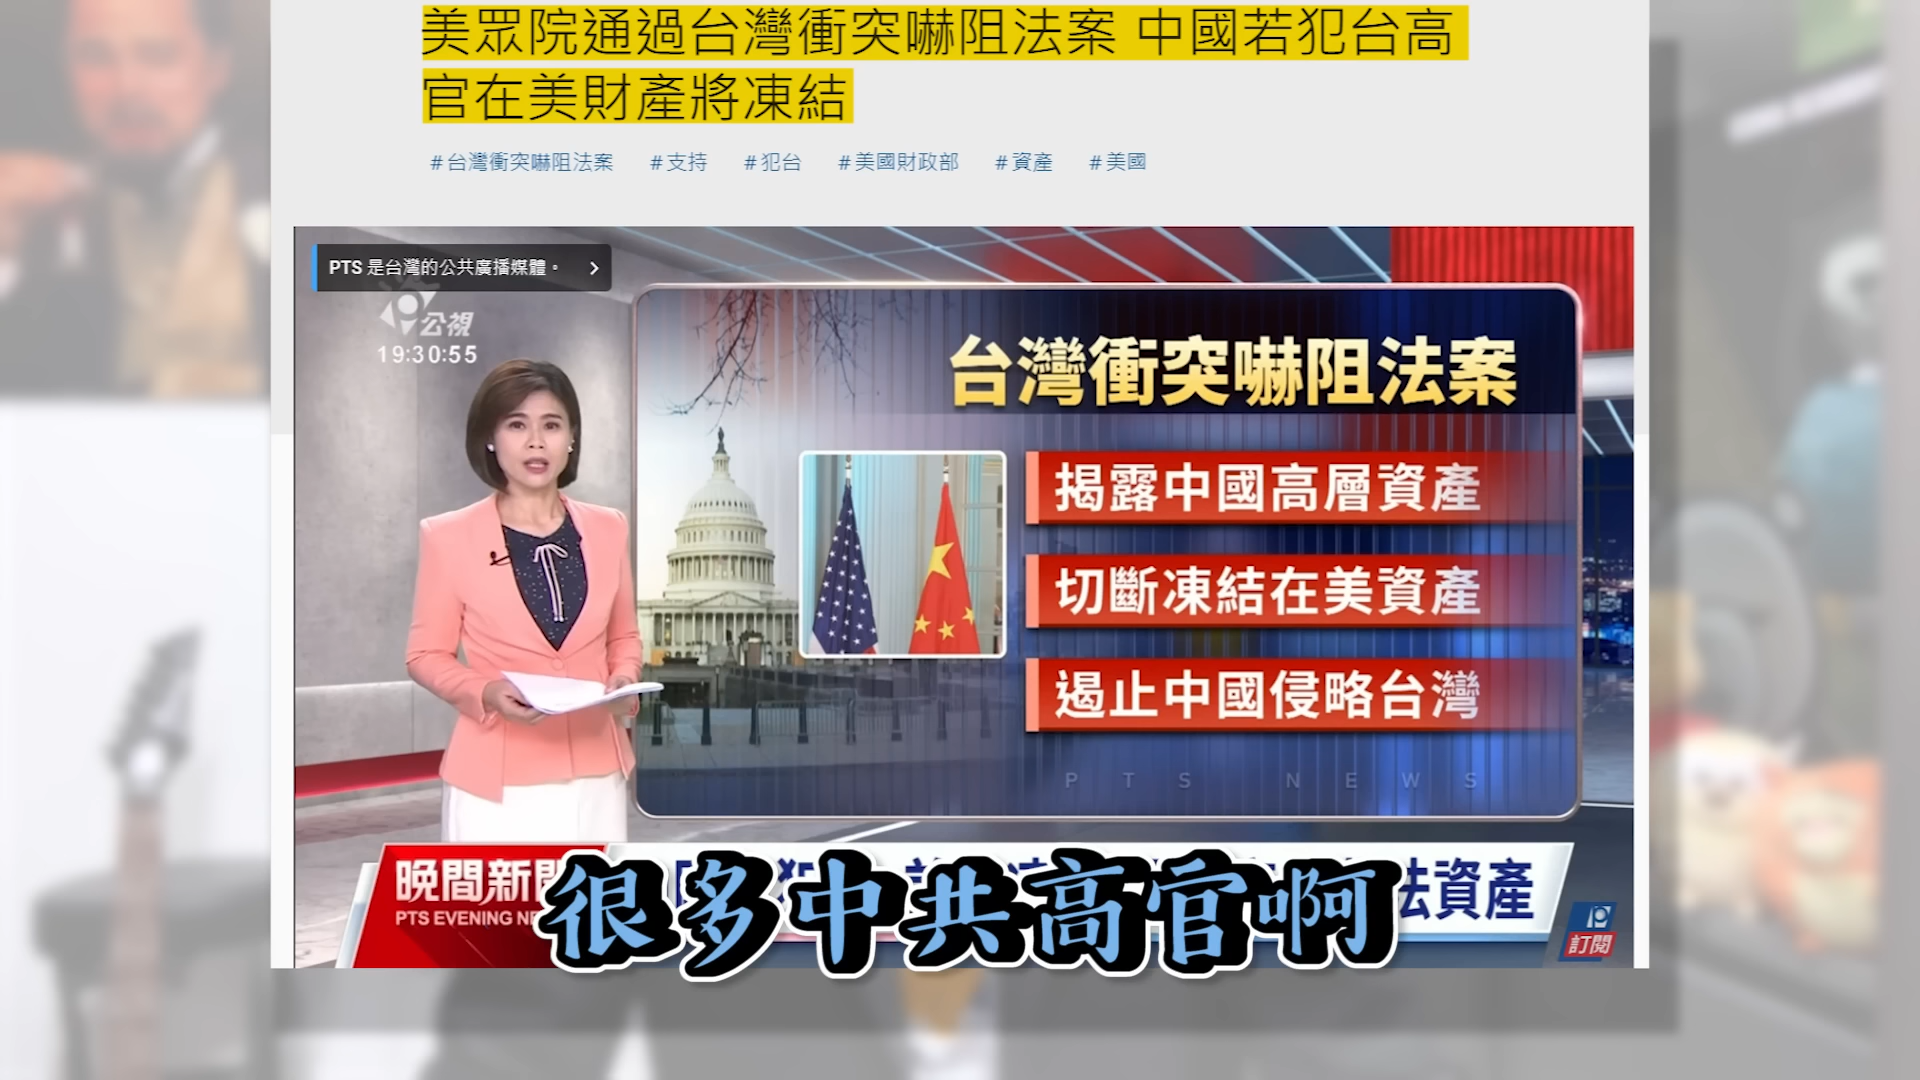 美眾院通過台灣衝突嚇阻法案 中國若犯台高
官在美財產將凍結
#台灣衝突嚇阻法案 #支持 #犯台 #美國財政部 #資產 #美國
PTS 是台灣的公共廣播媒體。
公視
19:30:55
台灣衝突嚇阻法案
揭露中國高層資產
切斷凍結在美資產
遏止中國侵略台灣
PTS NEWS
晚間新聞
PTS EVENING NE
法資產
很多中共高官啊
訂閱